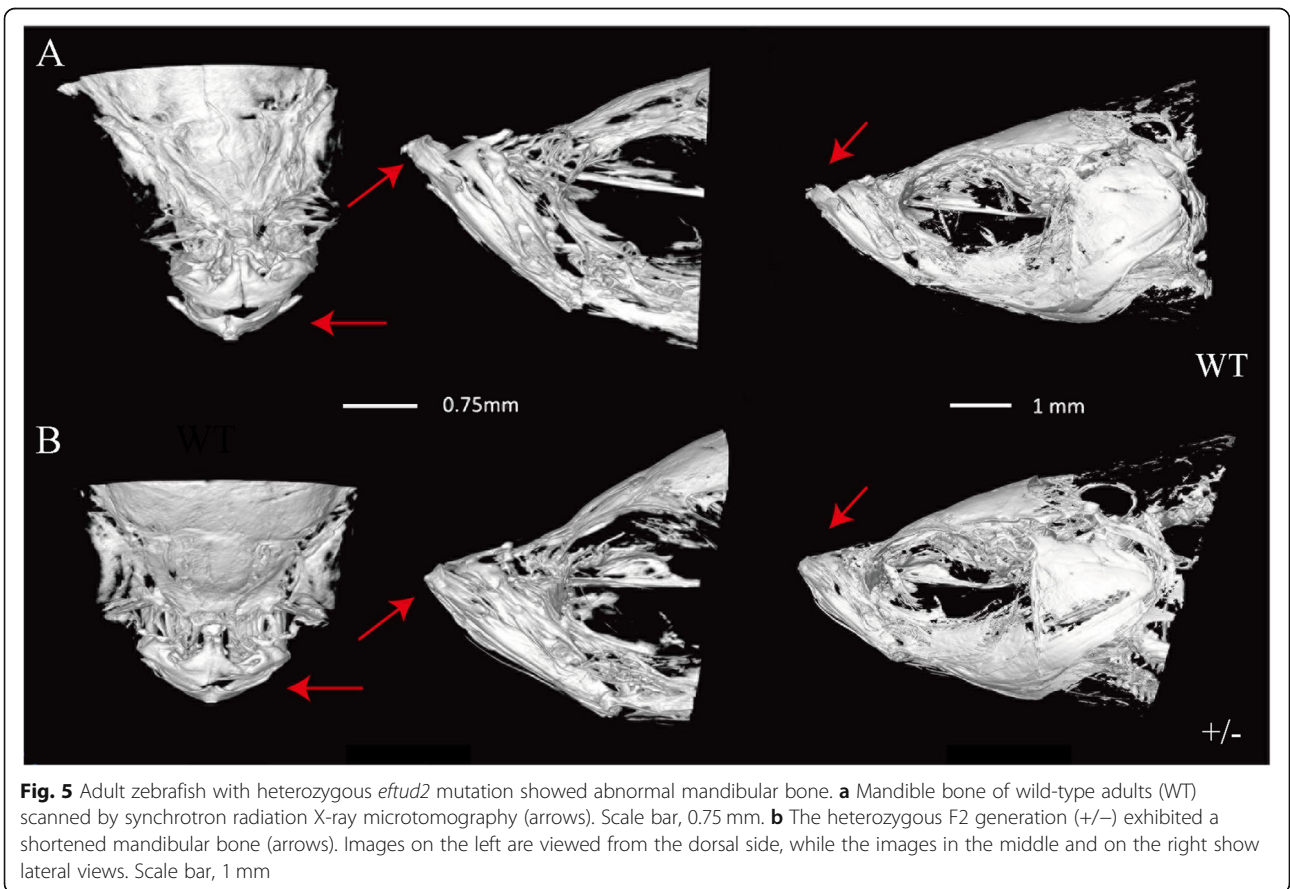 A
WT
0.75mm
1 mm
WT
B
+/-
Fig. 5 Adult zebrafish with heterozygous eftud2 mutation showed abnormal mandibular bone. a Mandible bone of wild-type adults (WT)
scanned by synchrotron radiation X-ray microtomography (arrows). Scale bar, 0.75 mm. b The heterozygous F2 generation (+/−) exhibited a
shortened mandibular bone (arrows). Images on the left are viewed from the dorsal side, while the images in the middle and on the right show
lateral views. Scale bar, 1 mm